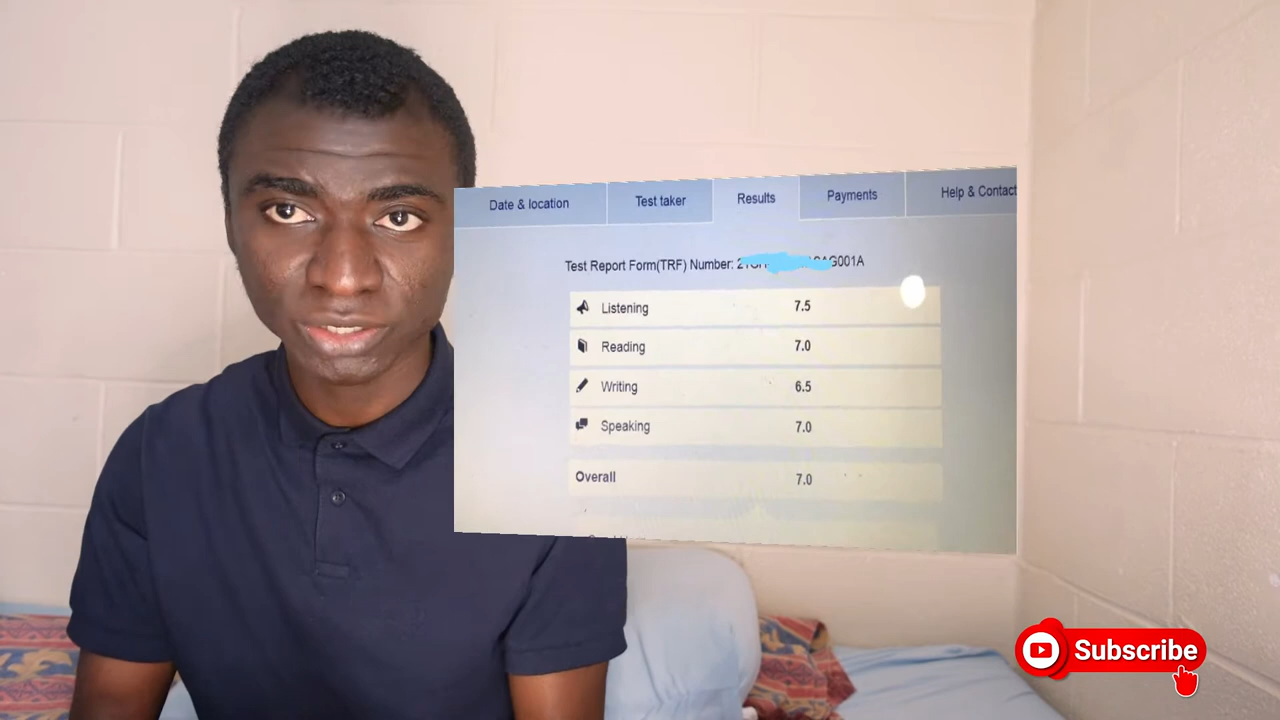 Date & location Test taker Results Payments Help & Contact
Test Report Form(TRF) Number: G001A
Listening 7.5
Reading 7.0
Writing 6.5
Speaking 7.0
Overall 7.0
Subscribe